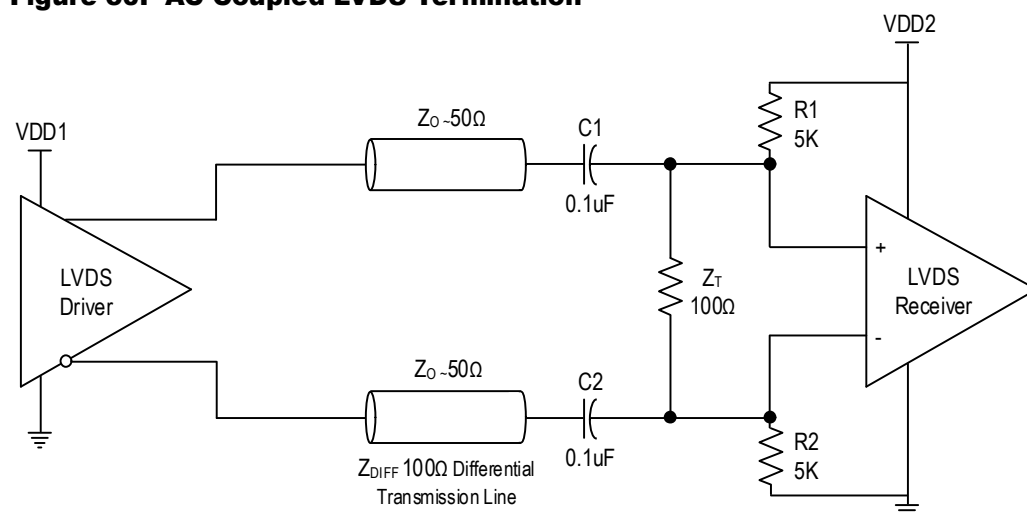 Figure 33. AC-Coupled LVDS Termination
VDD2
VDD1
ZO ~50Ω
C1
0.1uF
R1
5K
LVDS
Driver
ZT
100Ω
+
-
LVDS
Receiver
ZO ~50Ω
C2
0.1uF
R2
5K
ZDIFF 100Ω Differential
Transmission Line